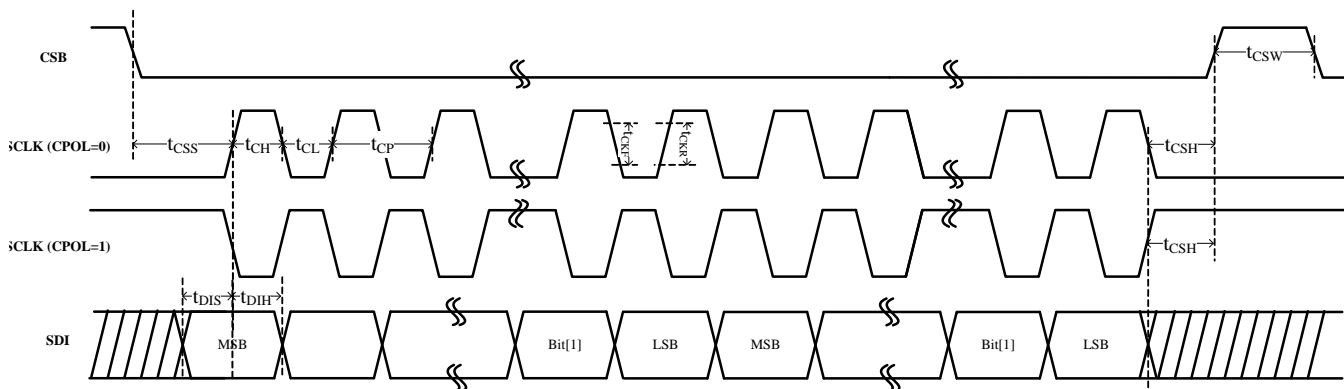 CSB
tCSW
SCLK (CPOL=0)
tCSS
tCH
tCL
tCP
tCKF
tCKR
tCSH
SCLK (CPOL=1)
tCSH
tDIS
tDIH
SDI
MSB
Bit[1]
LSB
MSB
Bit[1]
LSB